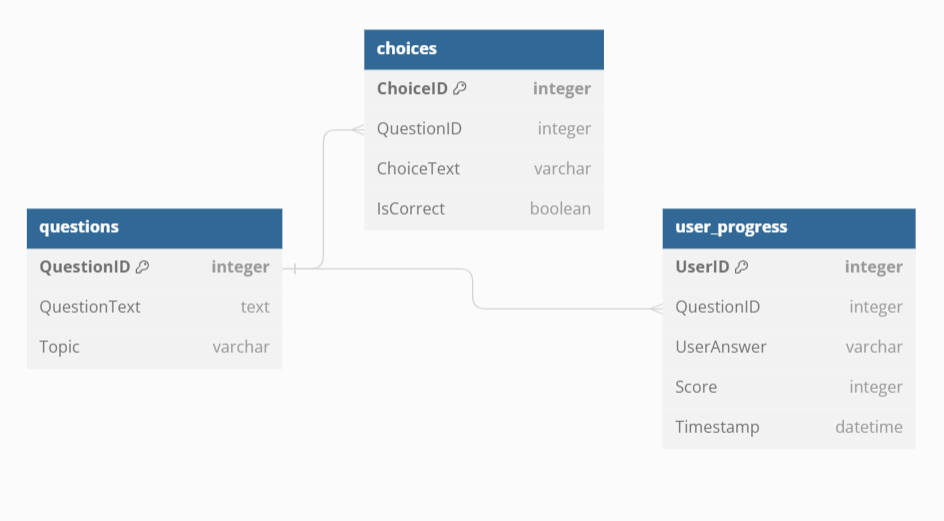 choices
ChoiceID integer
QuestionID integer
ChoiceText varchar
IsCorrect boolean
questions
QuestionID integer
QuestionText text
Topic varchar
user_progress
UserID integer
QuestionID integer
UserAnswer varchar
Score integer
Timestamp datetime